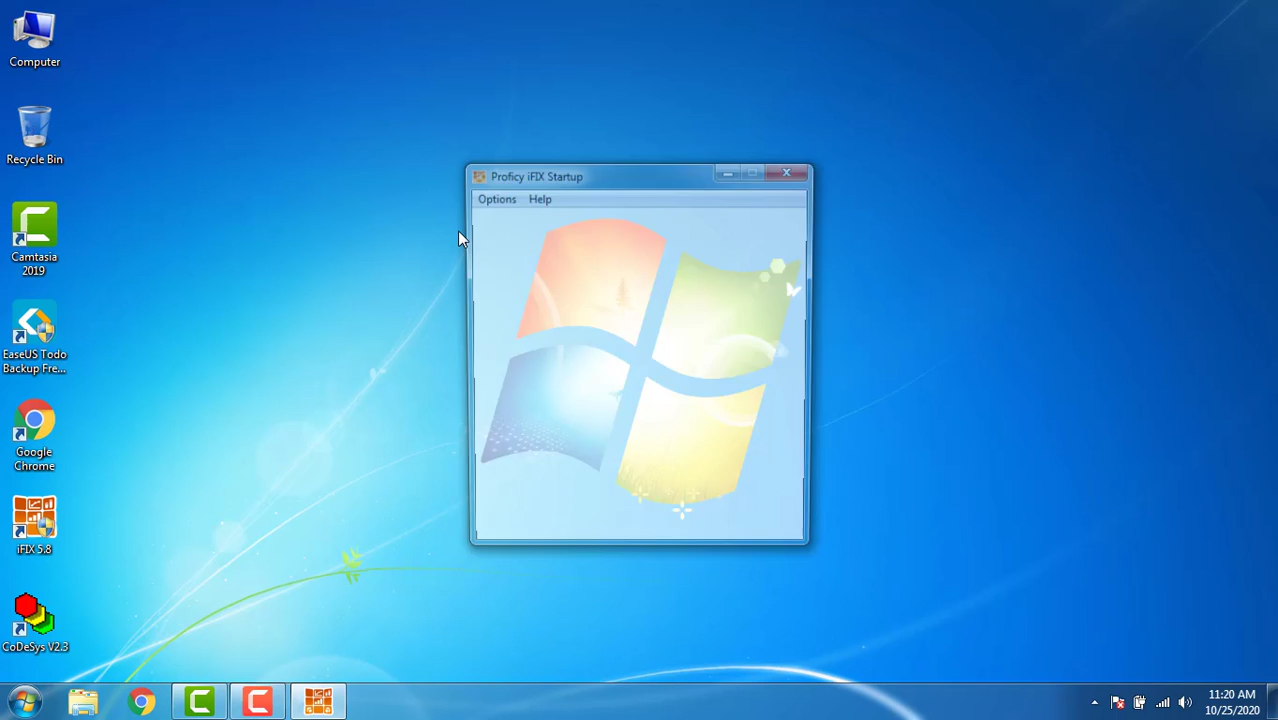 Computer
Recycle Bin
Camtasia
2019
EaseUS Todo
Backup Fre...
Google
Chrome
iFIX 5.8
CoDeSys V2.3
Proficy iFIX Startup
Options Help
11:20 AM
10/25/2020